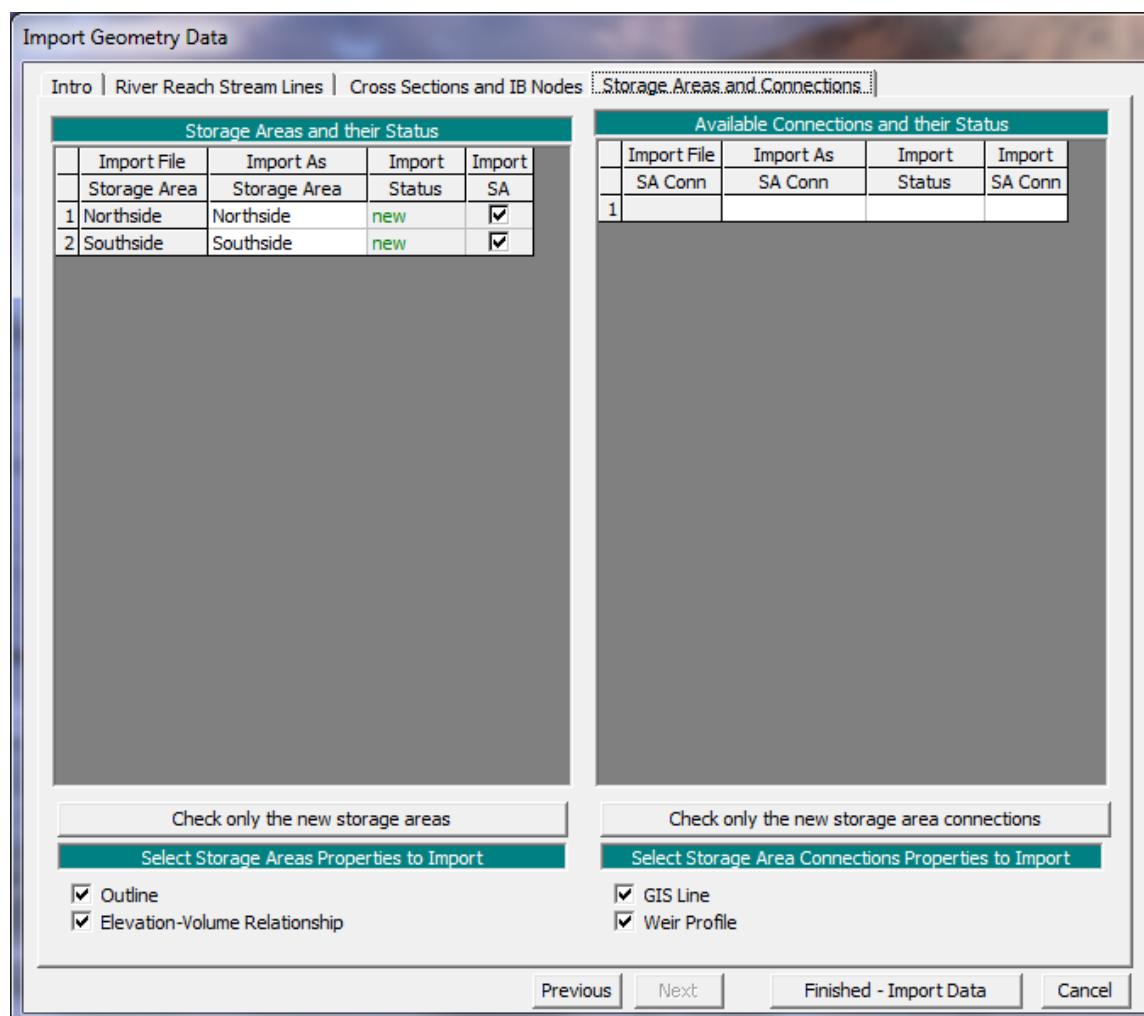 Import Geometry Data
Intro River Reach Stream Lines Cross Sections and IB Nodes Storage Areas and Connections
Storage Areas and their Status
Import File Import As Import Import
Storage Area Storage Area Status SA
1 Northside Northside new
2 Southside Southside new
Available Connections and their Status
Import File Import As Import Import
SA Conn SA Conn Status SA Conn
1
Check only the new storage areas
Select Storage Areas Properties to Import
Outline
Elevation-Volume Relationship
Check only the new storage area connections
Select Storage Area Connections Properties to Import
GIS Line
Weir Profile
Previous Next Finished - Import Data Cancel